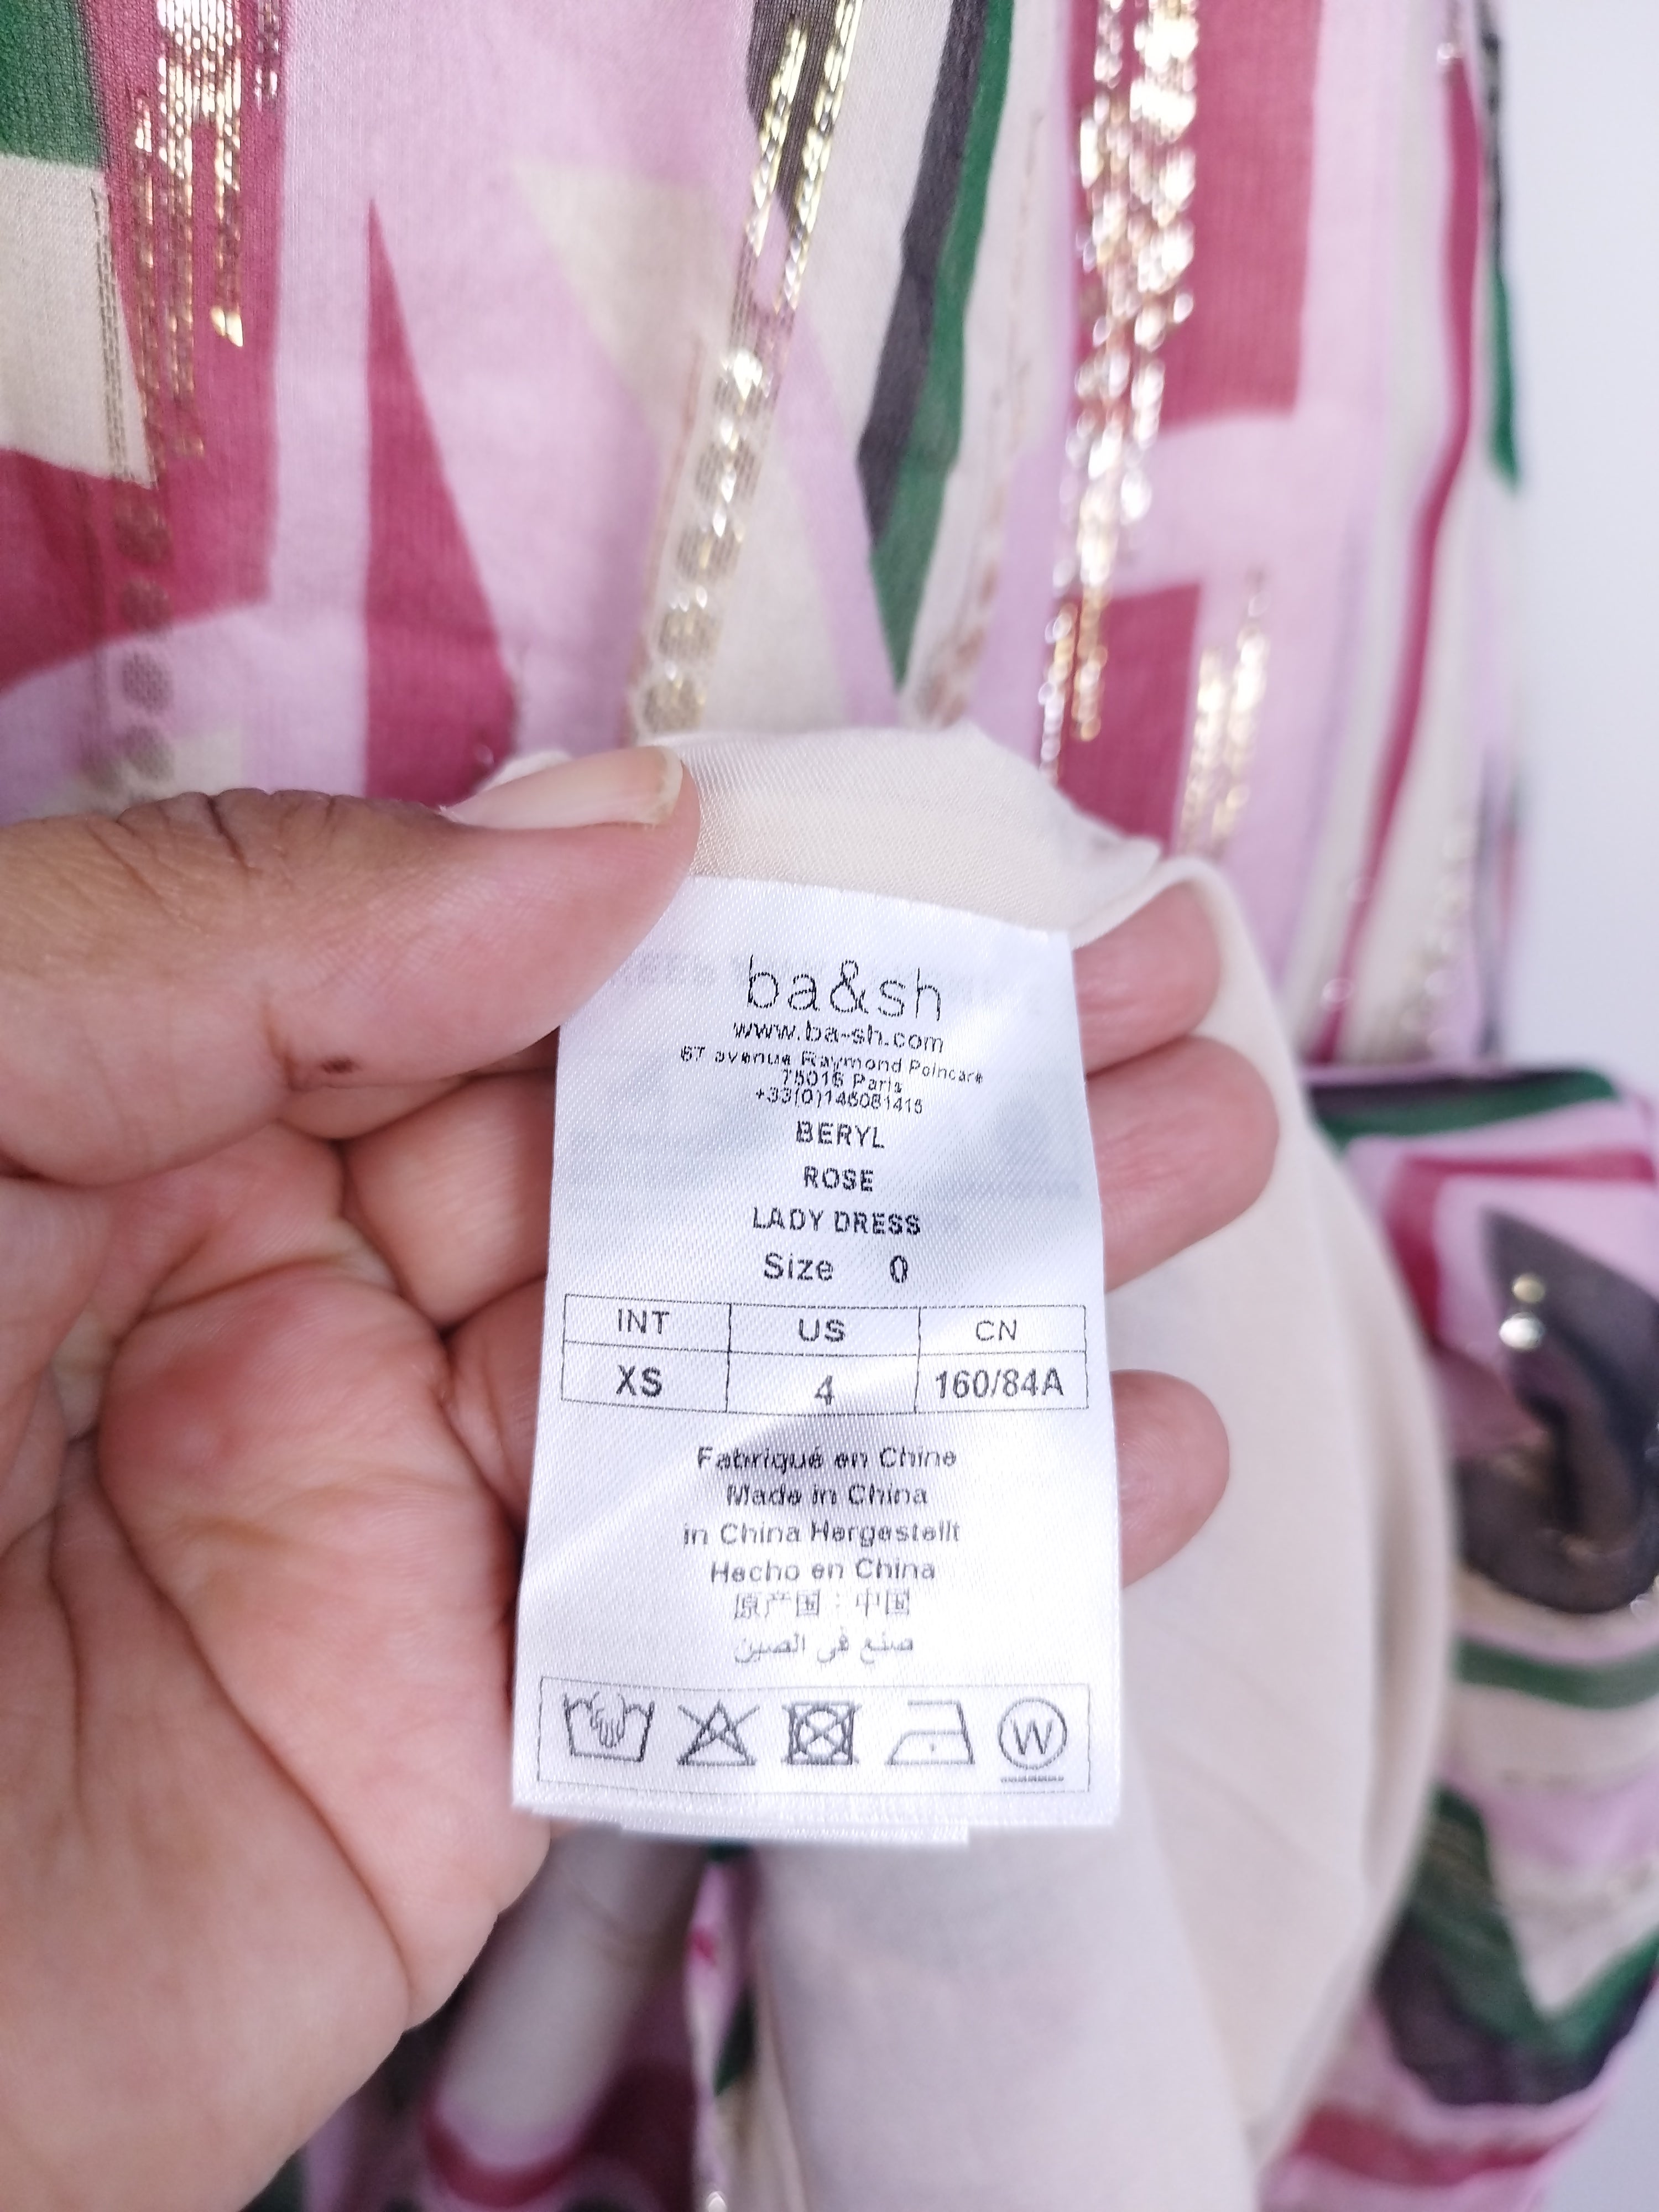 ba&sh
www.ba-sh.com
67 avenue Raymond Poincare
75016 Paris
+33(0)146081415
BERYL
ROSE
LADY DRESS
Size 0
INT US CN
XS 4 160/84A
Fabriqué en Chine
Made in China
in China Hergestellt
Hecho en China
原产国：中国
صنع في الصين
W